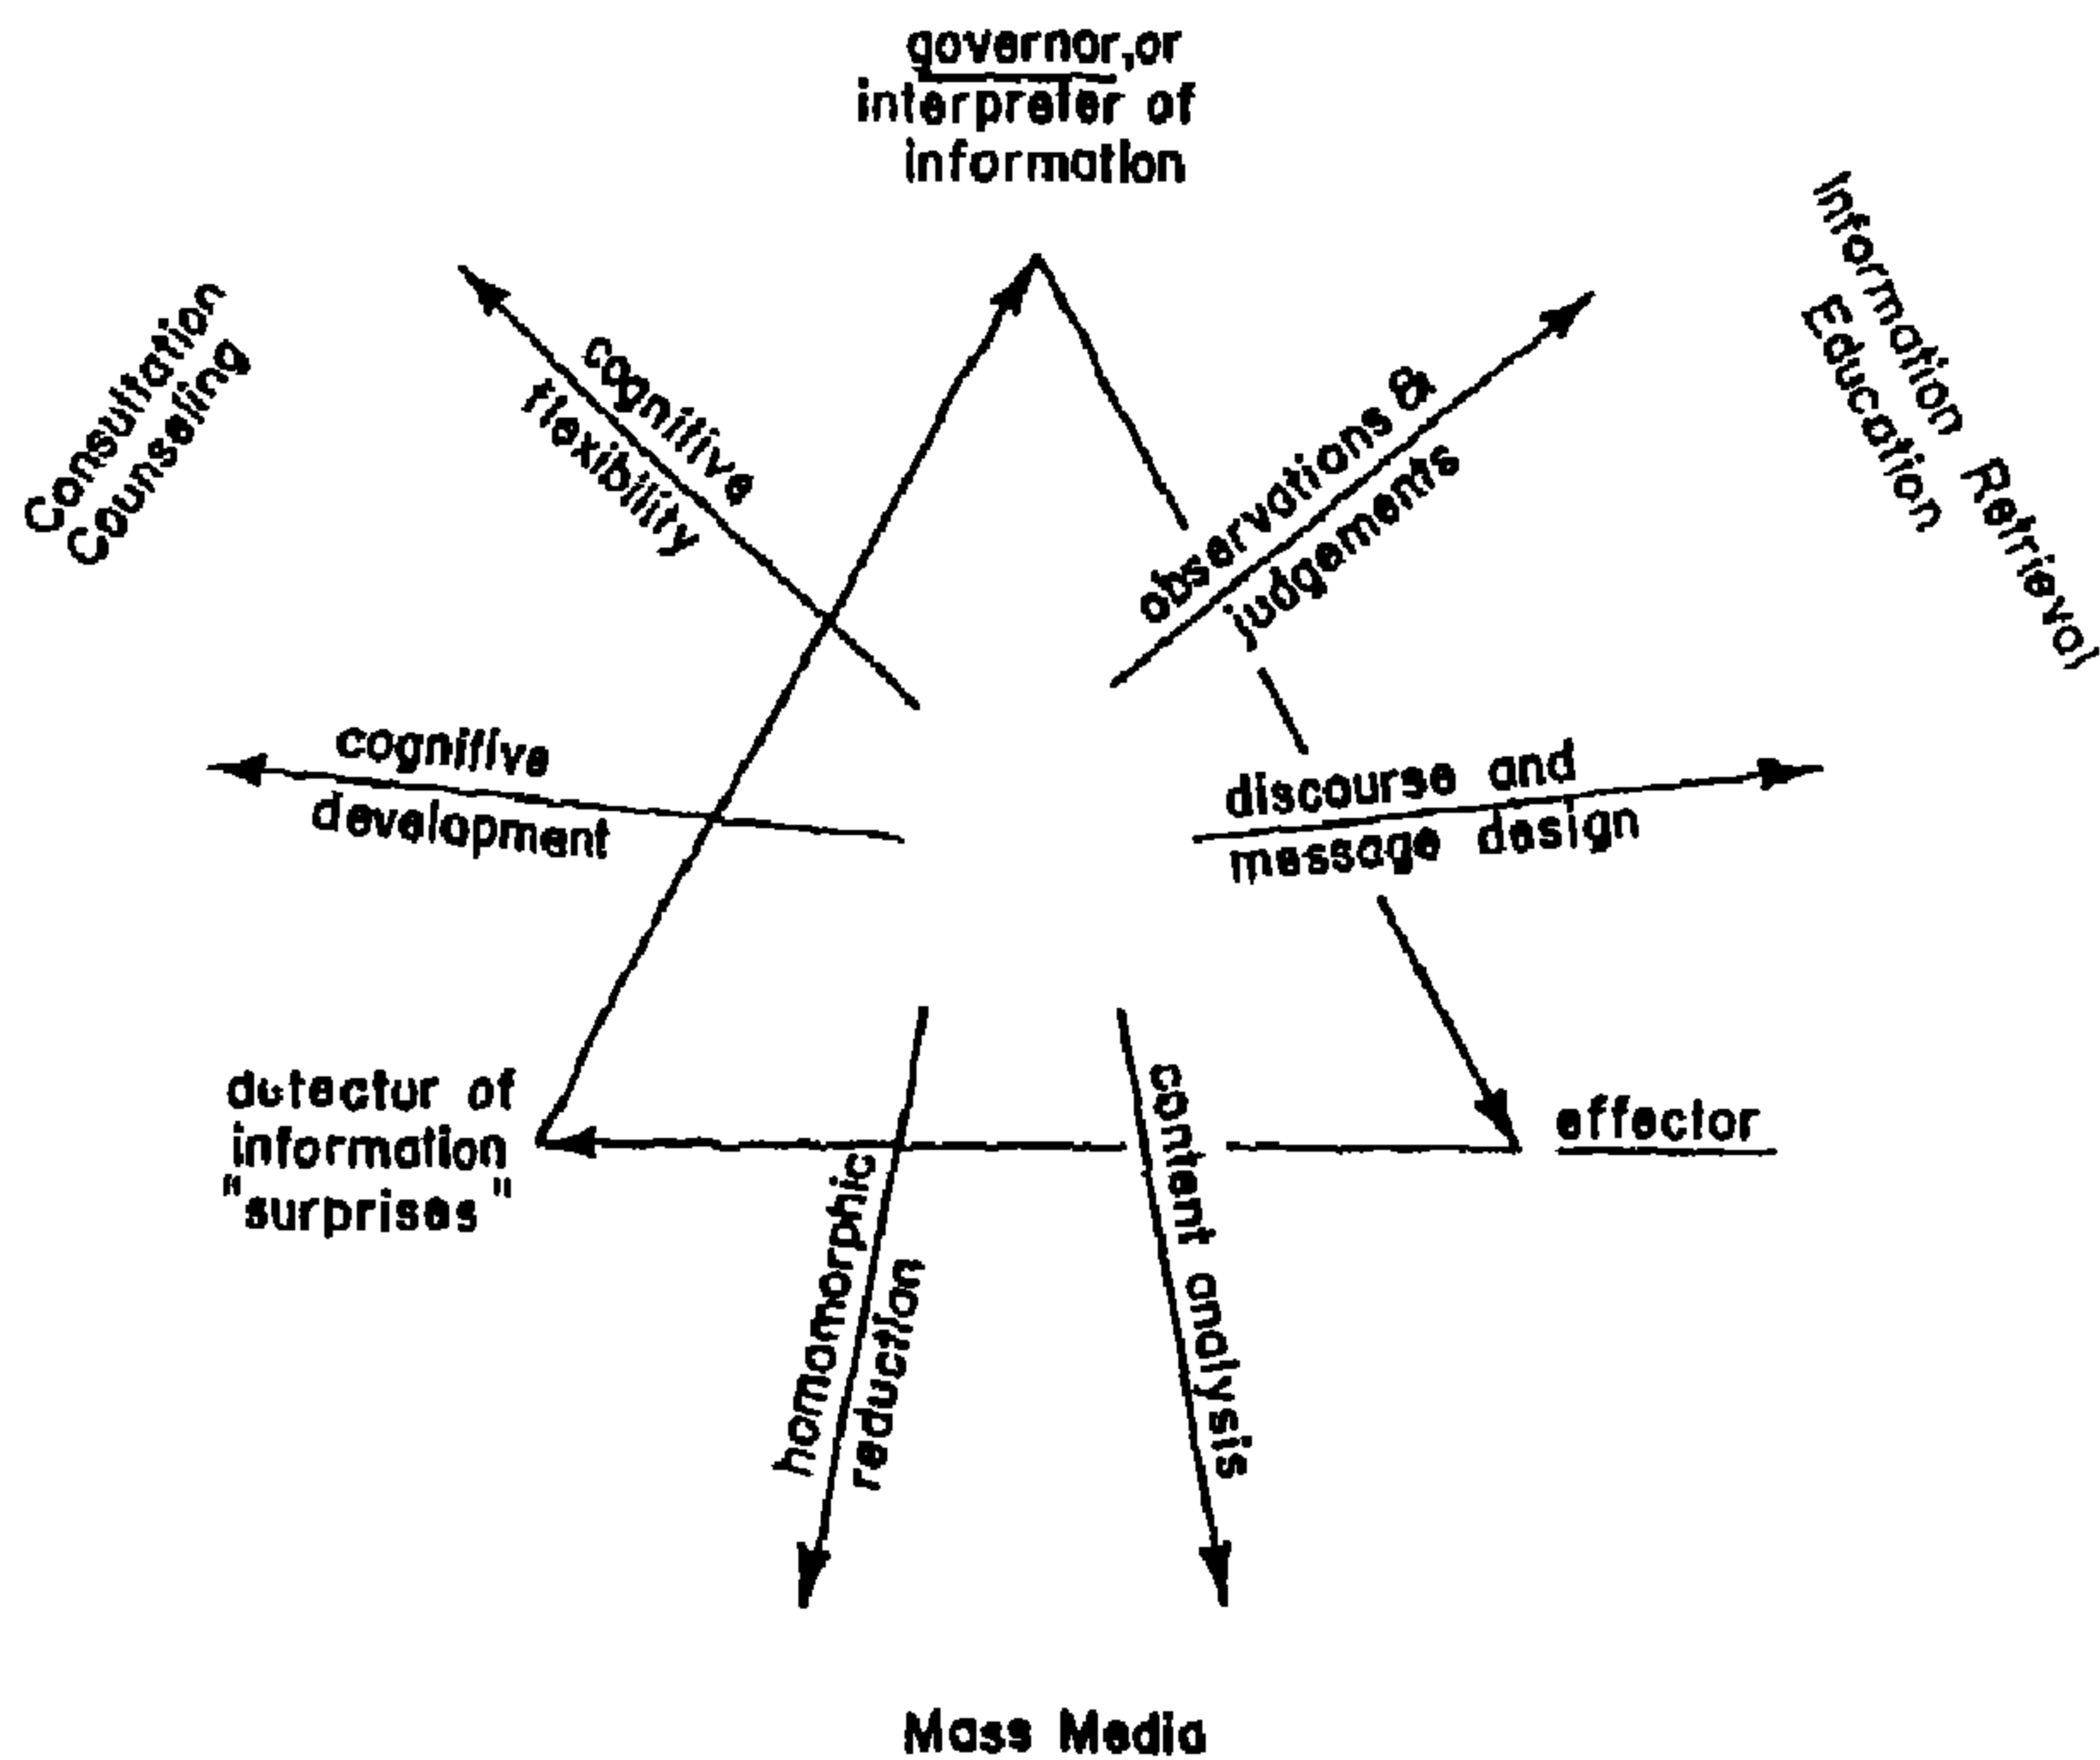 governor, or
interpreter of
information
Consultation
Counseling
cognitive
flexibility
observations &
judgements
Information Retrieval
Education
cognitive
development
discourse and
message design
detector of
information
"surprises"
effector
homomorphic
reduction
content analysis
Mass Media